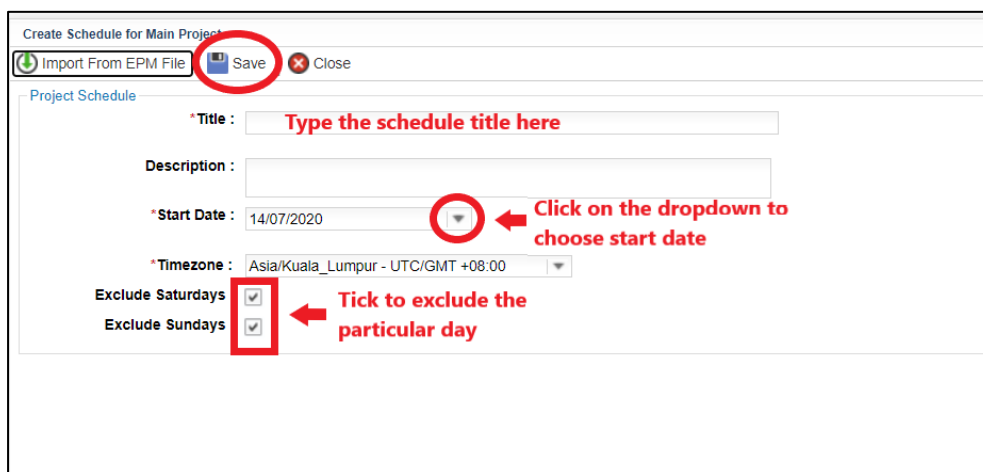 Create Schedule for Main Project
Import From EPM File Save Close
Project Schedule
*Title : Type the schedule title here
Description :
*Start Date : 14/07/2020 Click on the dropdown to
choose start date
*Timezone : Asia/Kuala_Lumpur - UTC/GMT +08:00
Exclude Saturdays Tick to exclude the
Exclude Sundays particular day